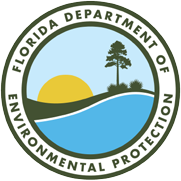 FLORIDA DEPARTMENT OF
ENVIRONMENTAL PROTECTION